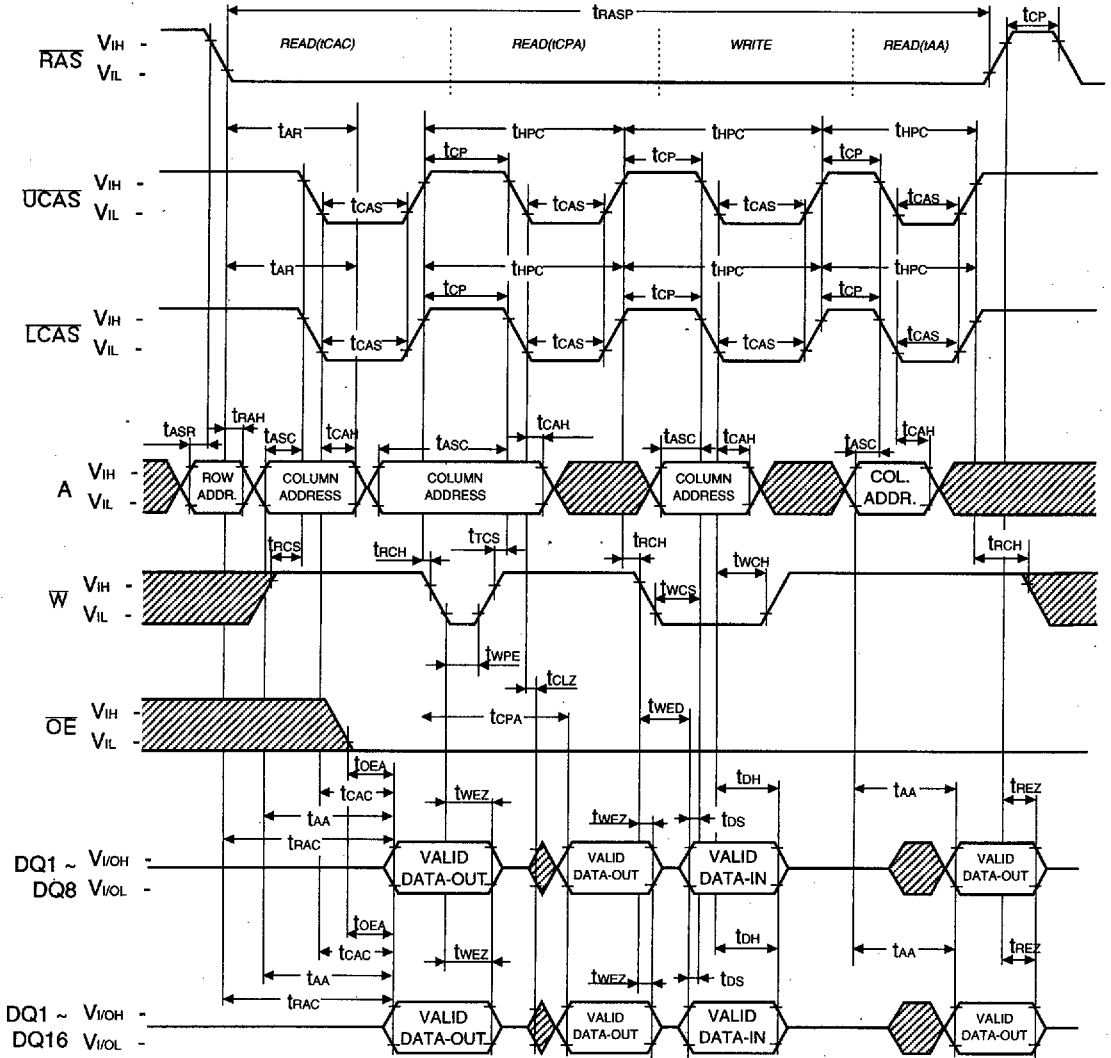 tRASP
tCP
RAS VIH -
VIL -
READ(tCAC) READ(tCPA) WRITE READ(tAA)
tAR tHPC tHPC tHPC
tCP tCP tCP
UCAS VIH -
VIL -
tCAS tCAS tCAS tCAS
tAR tHPC tHPC tHPC
tCP tCP tCP
LCAS VIH -
VIL -
tCAS tCAS tCAS tCAS
tASR tRAH tASC tCAH tASC tCAH tASC tCAH tASC tCAH
A VIH -
VIL -
ROW ADDR. COLUMN ADDRESS COLUMN ADDRESS COLUMN ADDRESS COL. ADDR.
tRCS tRCH tTCS tRCH tWCH tRCH
W VIH -
VIL -
tWCS
tWPE
tCLZ
OE VIH -
VIL -
tCPA tWED
tOEA
tCAC tWEZ tDH tAA tREZ
tAA tWEZ tDS
tRAC
DQ1 ~ VI/OH -
DQ8 VI/OL -
VALID DATA-OUT VALID DATA-OUT VALID DATA-IN VALID DATA-OUT
tOEA
tCAC tWEZ tDH tAA tREZ
tAA tWEZ tDS
tRAC
DQ1 ~ VI/OH -
DQ16 VI/OL -
VALID DATA-OUT VALID DATA-OUT VALID DATA-IN VALID DATA-OUT